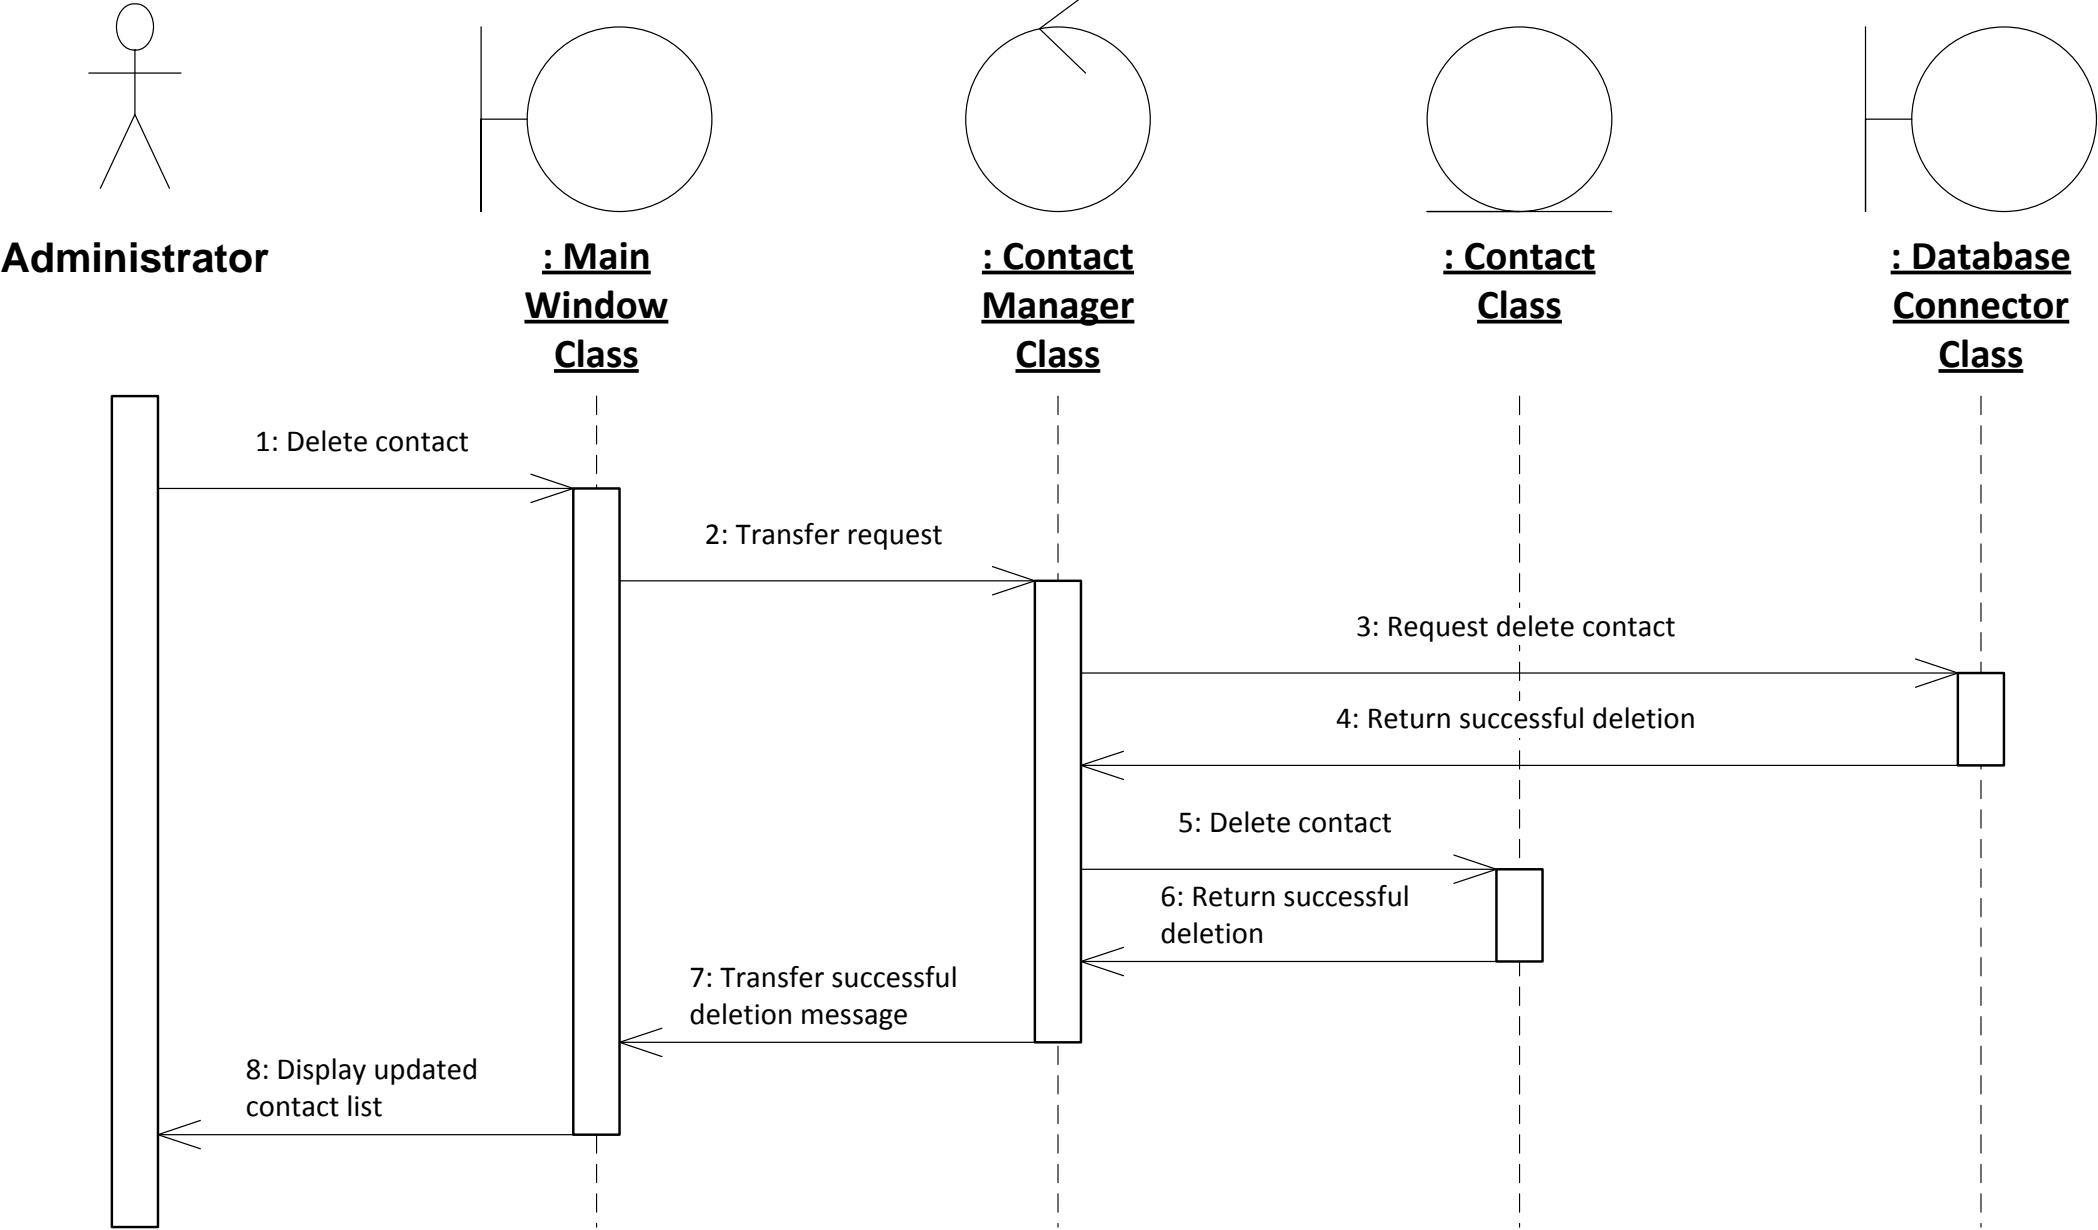 Administrator
: Main
Window
Class
: Contact
Manager
Class
: Contact
Class
: Database
Connector
Class
1: Delete contact
2: Transfer request
3: Request delete contact
4: Return successful deletion
5: Delete contact
6: Return successful
deletion
7: Transfer successful
deletion message
8: Display updated
contact list